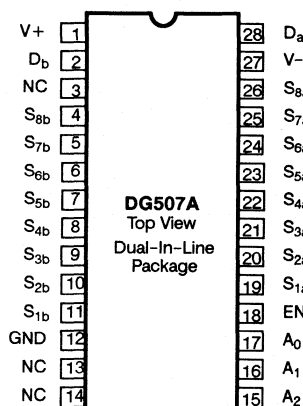 V+ 1 28 Da
Db 2 27 V−
NC 3 26 S8a
S8b 4 25 S7a
S7b 5 24 S6a
S6b 6 23 S5a
S5b 7 22 S4a
S4b 8 21 S3a
S3b 9 20 S2a
S2b 10 19 S1a
S1b 11 18 EN
GND 12 17 A0
NC 13 16 A1
NC 14 15 A2
DG507A
Top View
Dual-In-Line
Package